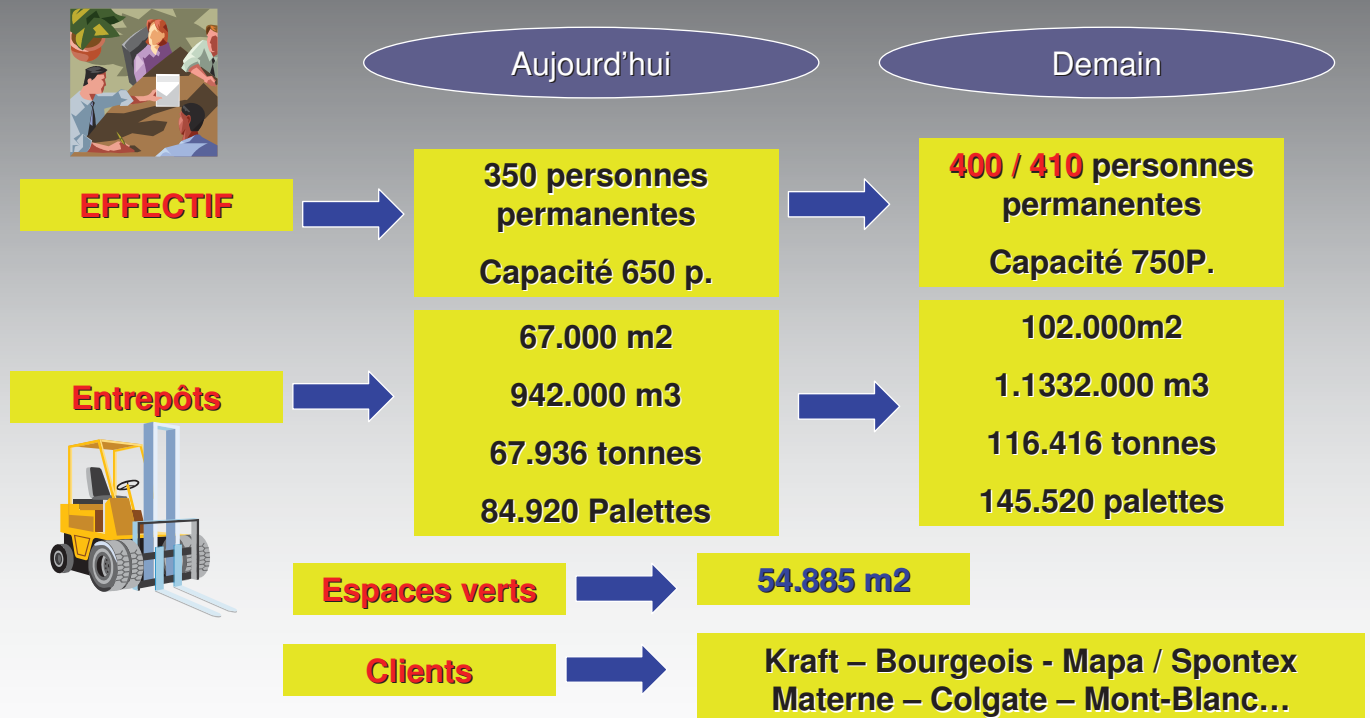 Aujourd'hui
Demain
EFFECTIF
350 personnes
permanentes
Capacité 650 p.
400 / 410 personnes
permanentes
Capacité 750P.
Entrepôts
67.000 m2
942.000 m3
67.936 tonnes
84.920 Palettes
102.000m2
1.1332.000 m3
116.416 tonnes
145.520 palettes
Espaces verts
54.885 m2
Clients
Kraft – Bourgeois - Mapa / Spontex
Materne – Colgate – Mont-Blanc…